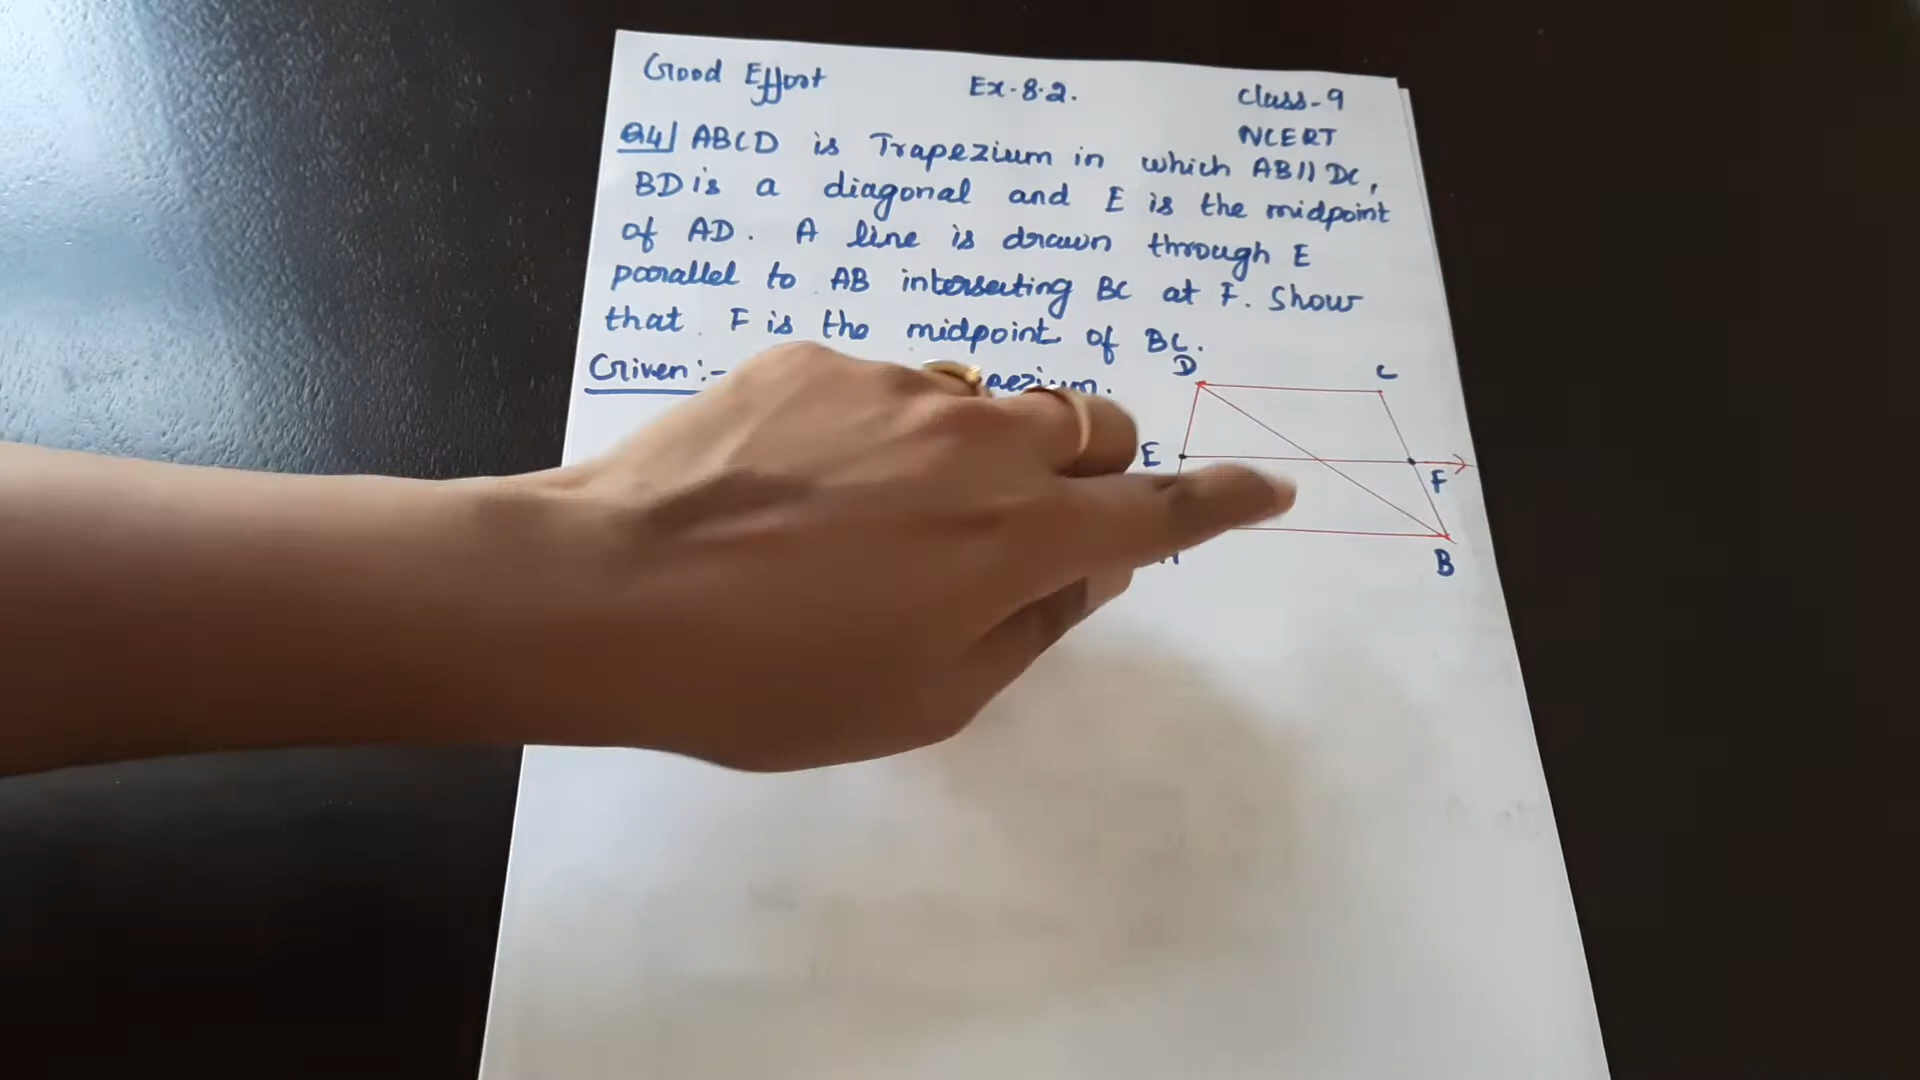 Good Effort Ex-8.2. Class-9
NCERT
Q4| ABCD is Trapezium in which AB || DC,
BD is a diagonal and E is the midpoint
of AD. A line is drawn through E
parallel to AB intersecting BC at F. Show
that F is the midpoint of BC.
Given:-
D C
E F
B